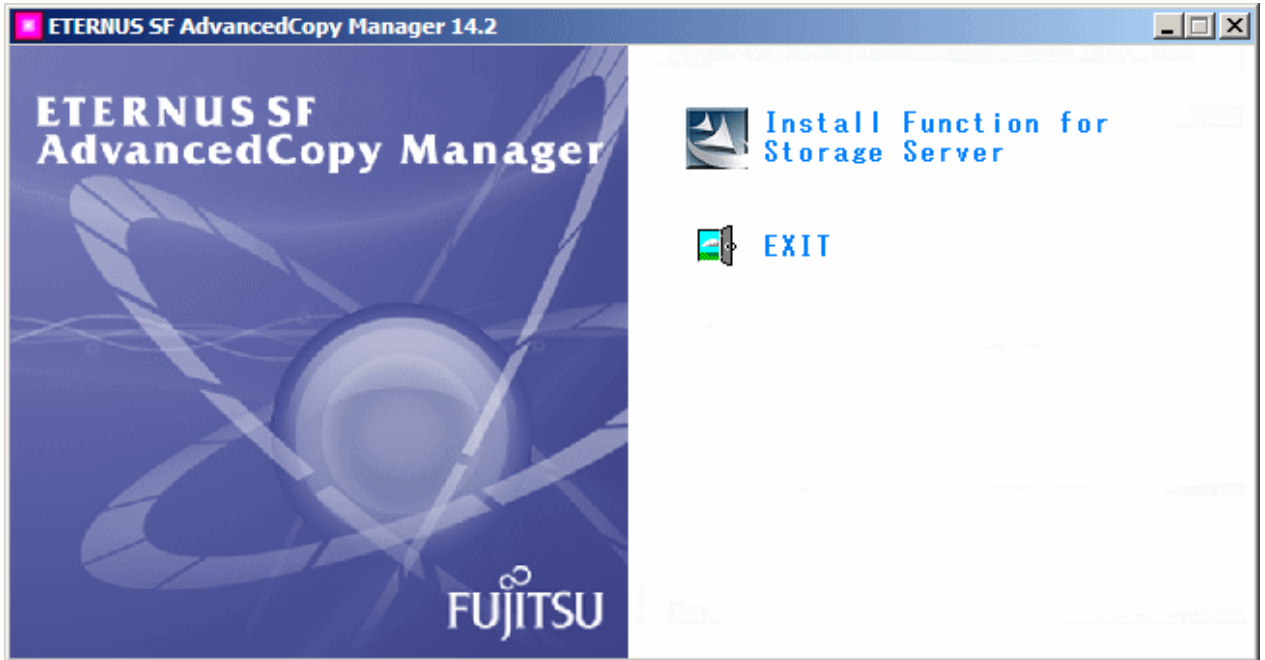 ETERNUS SF AdvancedCopy Manager 14.2
ETERNUS SF
AdvancedCopy Manager
FUJITSU
Install Function for
Storage Server
EXIT